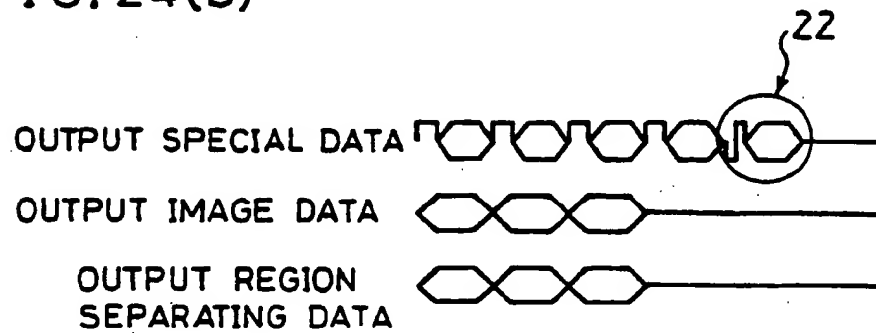 22
OUTPUT SPECIAL DATA
OUTPUT IMAGE DATA
OUTPUT REGION
SEPARATING DATA